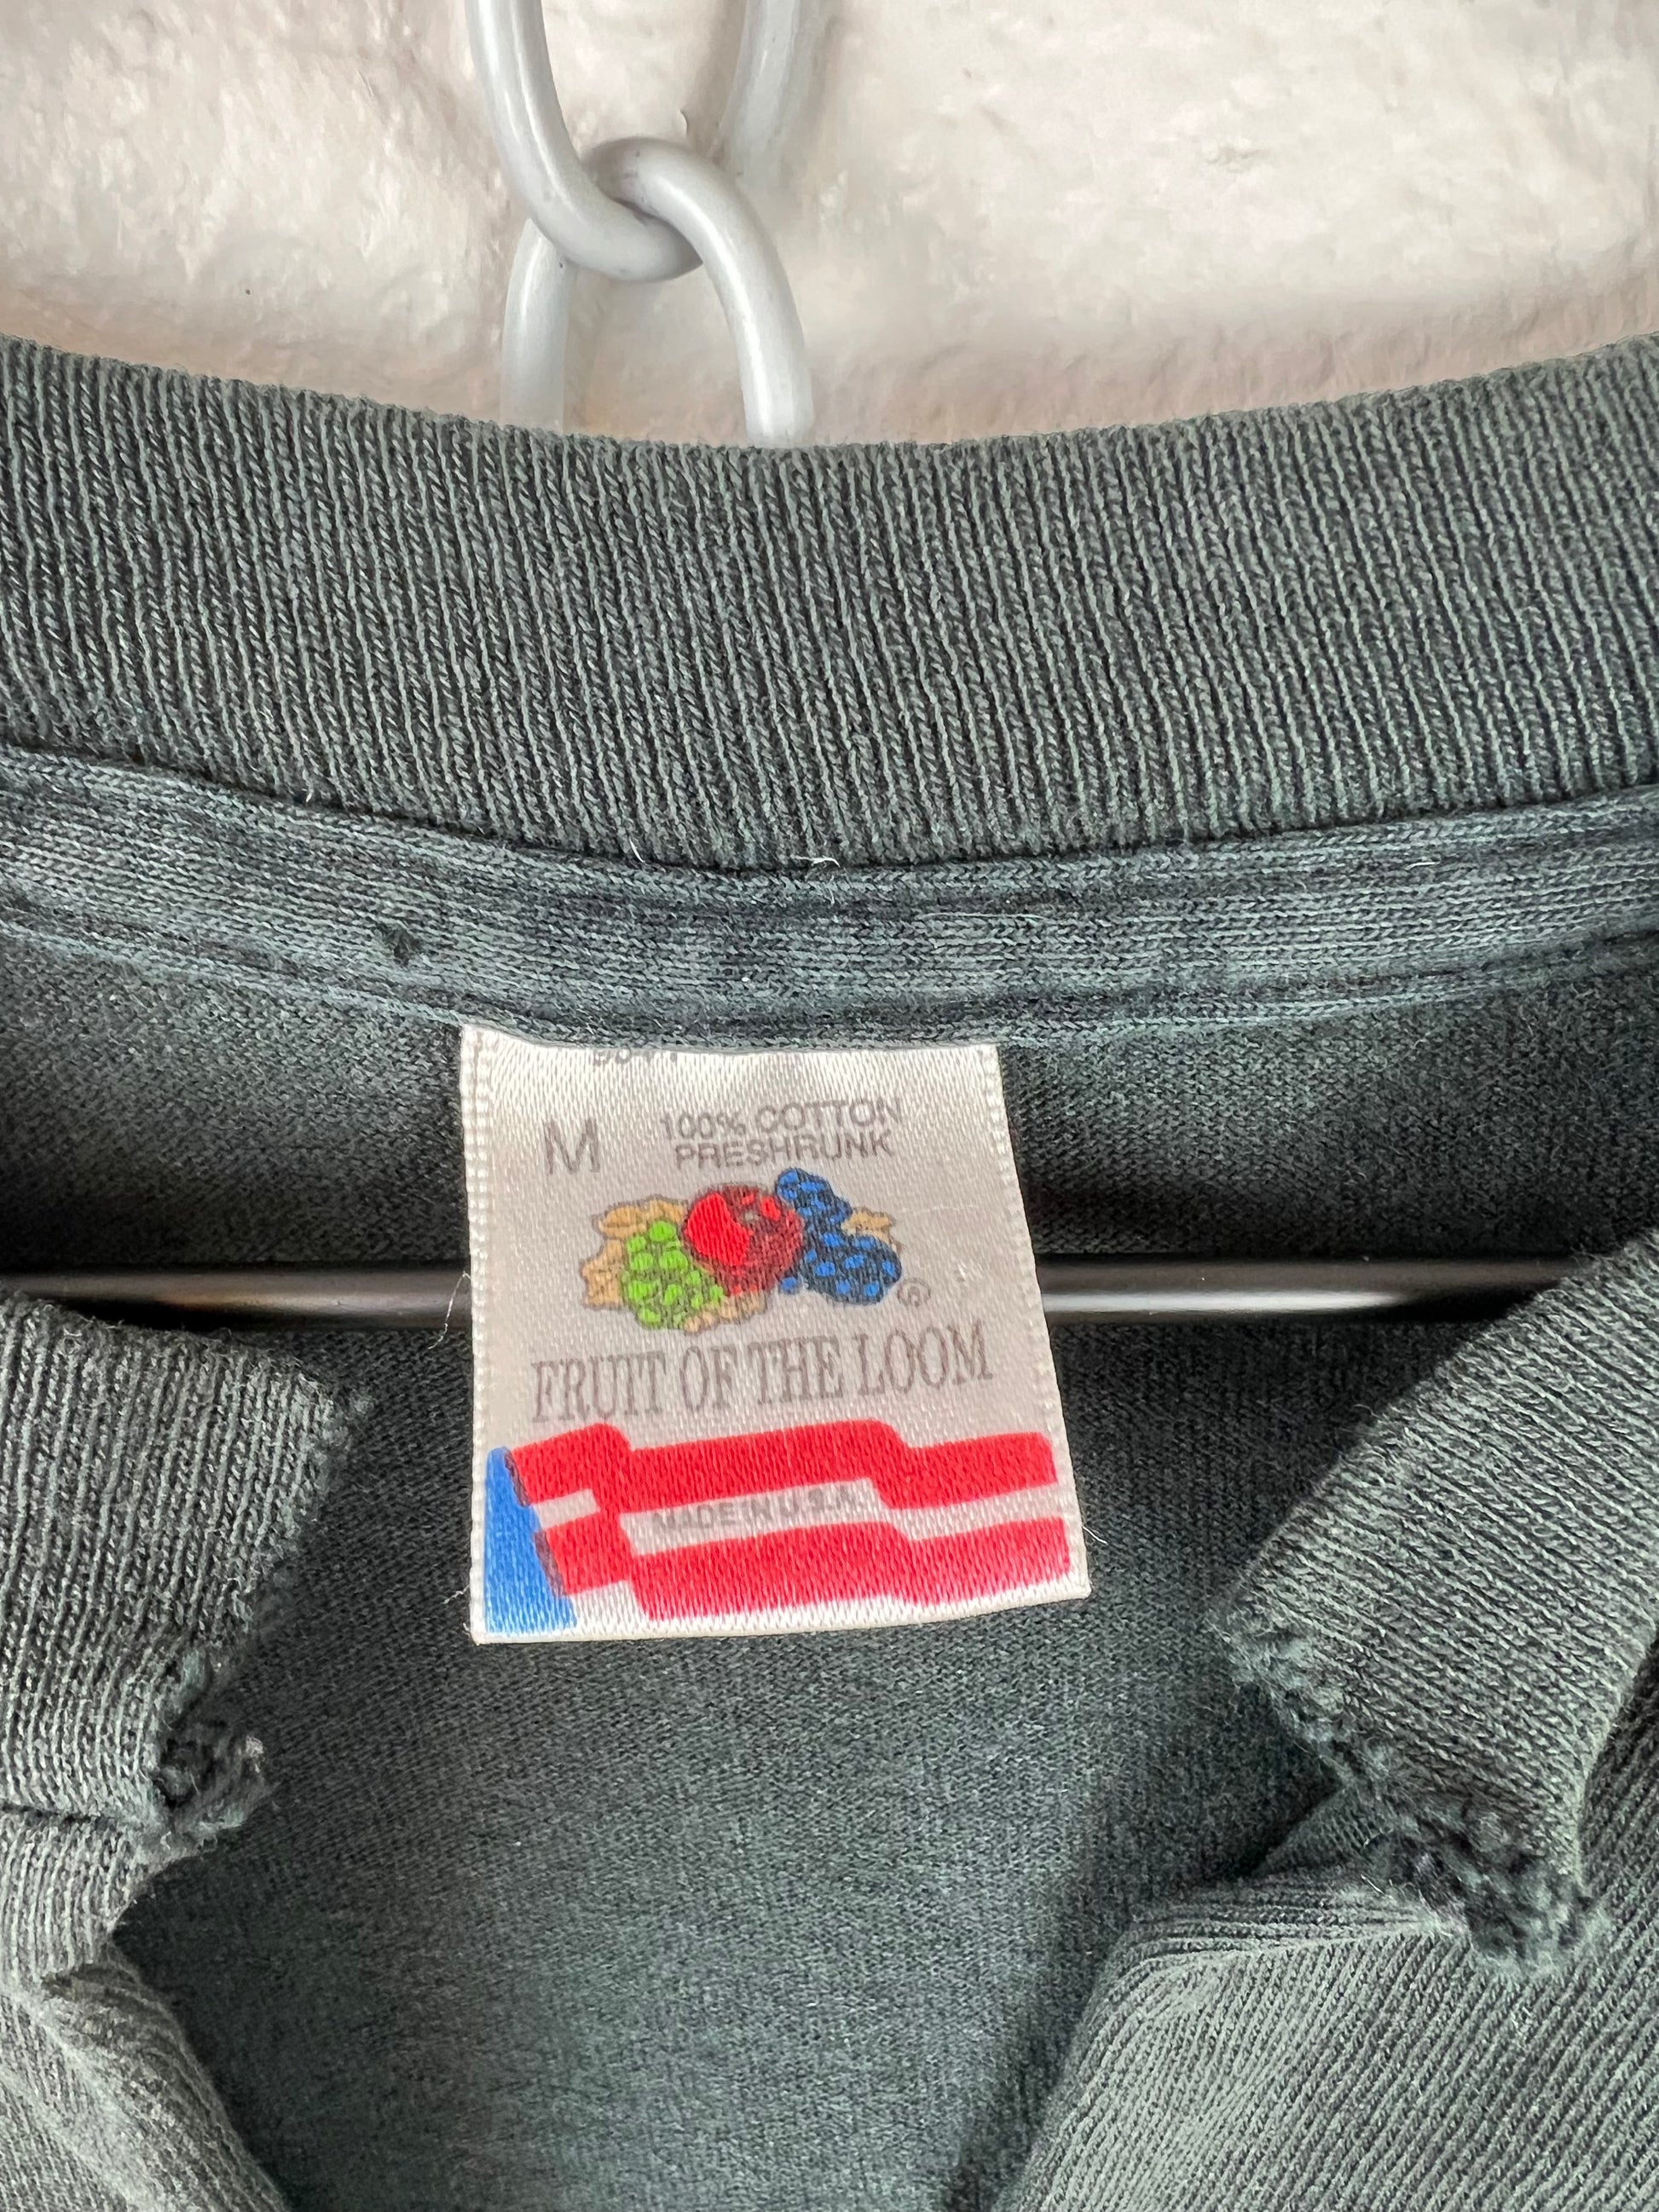 M
100% COTTON
PRESHRUNK
®
FRUIT OF THE LOOM
MADE IN U.S.A.